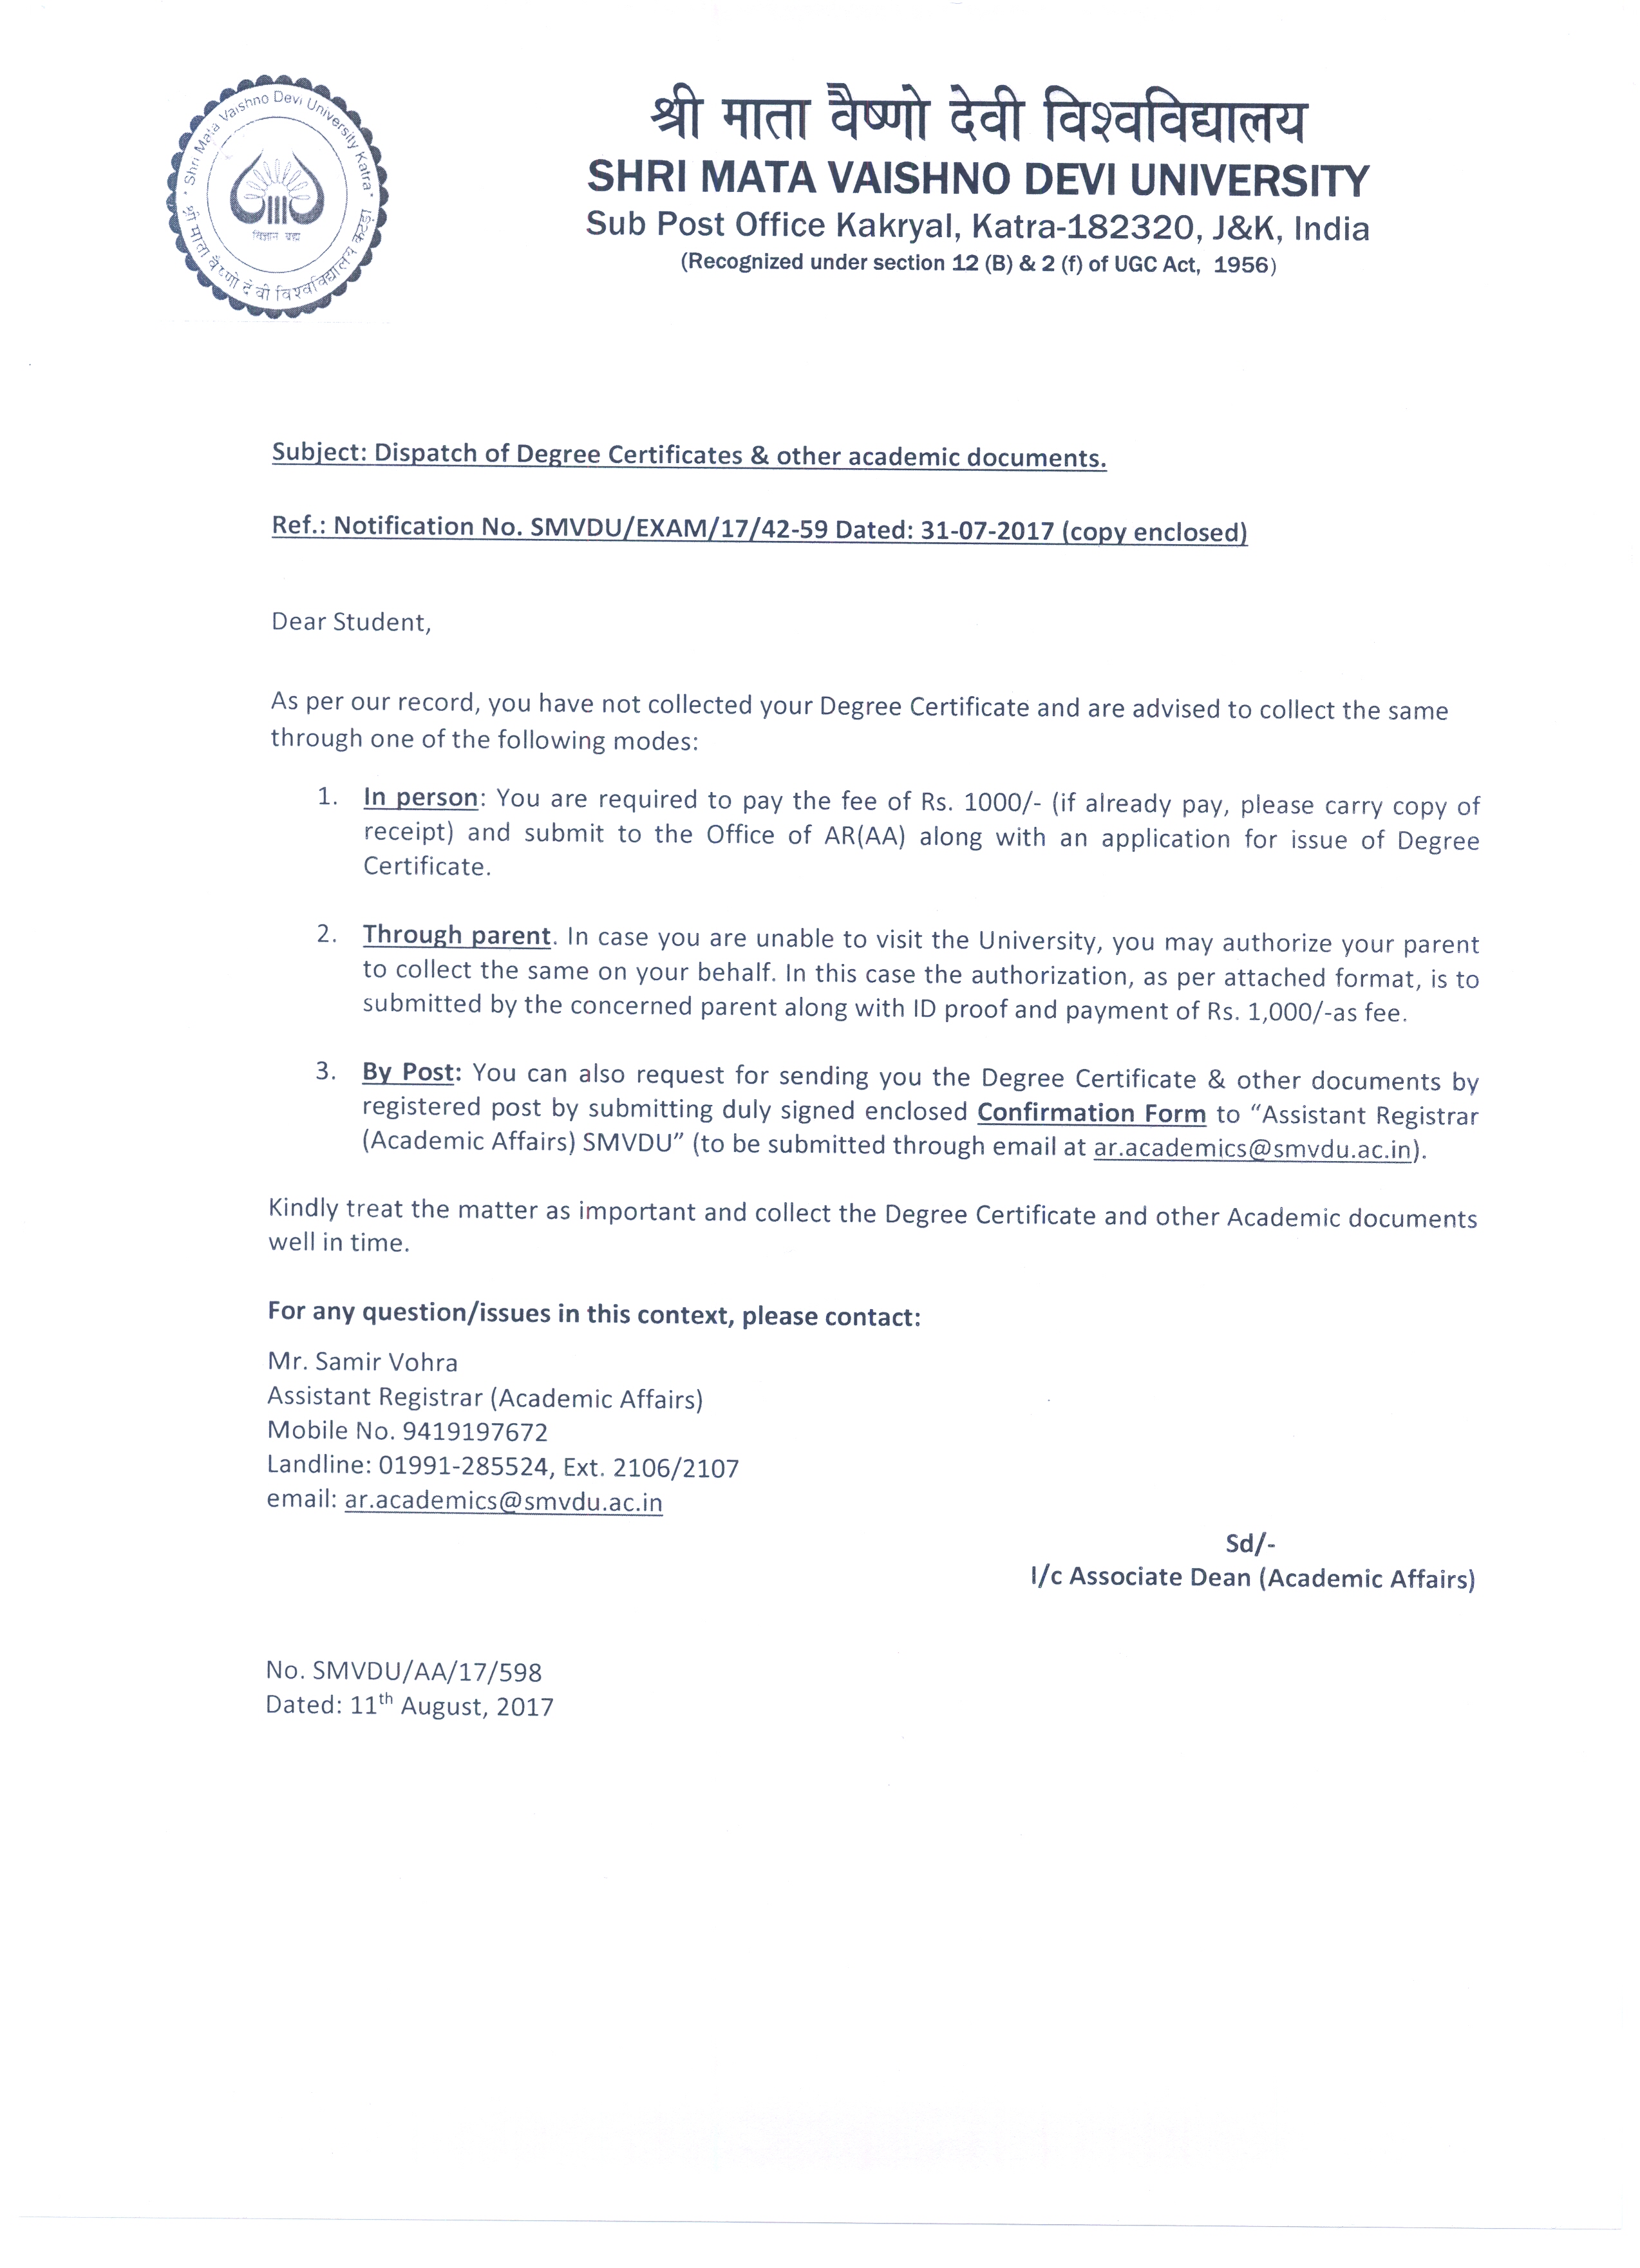 Shri Mata Vaishno Devi University Katra
श्री माता वैष्णो देवी विश्वविद्यालय कटड़ा
विज्ञान ब्रह्म
श्री माता वैष्णो देवी विश्वविद्यालय
SHRI MATA VAISHNO DEVI UNIVERSITY
Sub Post Office Kakryal, Katra-182320, J&K, India
(Recognized under section 12 (B) & 2 (f) of UGC Act, 1956)
Subject: Dispatch of Degree Certificates & other academic documents.
Ref.: Notification No. SMVDU/EXAM/17/42-59 Dated: 31-07-2017 (copy enclosed)
Dear Student,
As per our record, you have not collected your Degree Certificate and are advised to collect the same
through one of the following modes:
1. In person: You are required to pay the fee of Rs. 1000/- (if already pay, please carry copy of
receipt) and submit to the Office of AR(AA) along with an application for issue of Degree
Certificate.
2. Through parent. In case you are unable to visit the University, you may authorize your parent
to collect the same on your behalf. In this case the authorization, as per attached format, is to
submitted by the concerned parent along with ID proof and payment of Rs. 1,000/-as fee.
3. By Post: You can also request for sending you the Degree Certificate & other documents by
registered post by submitting duly signed enclosed Confirmation Form to “Assistant Registrar
(Academic Affairs) SMVDU” (to be submitted through email at ar.academics@smvdu.ac.in).
Kindly treat the matter as important and collect the Degree Certificate and other Academic documents
well in time.
For any question/issues in this context, please contact:
Mr. Samir Vohra
Assistant Registrar (Academic Affairs)
Mobile No. 9419197672
Landline: 01991-285524, Ext. 2106/2107
email: ar.academics@smvdu.ac.in
Sd/-
I/c Associate Dean (Academic Affairs)
No. SMVDU/AA/17/598
Dated: 11th August, 2017